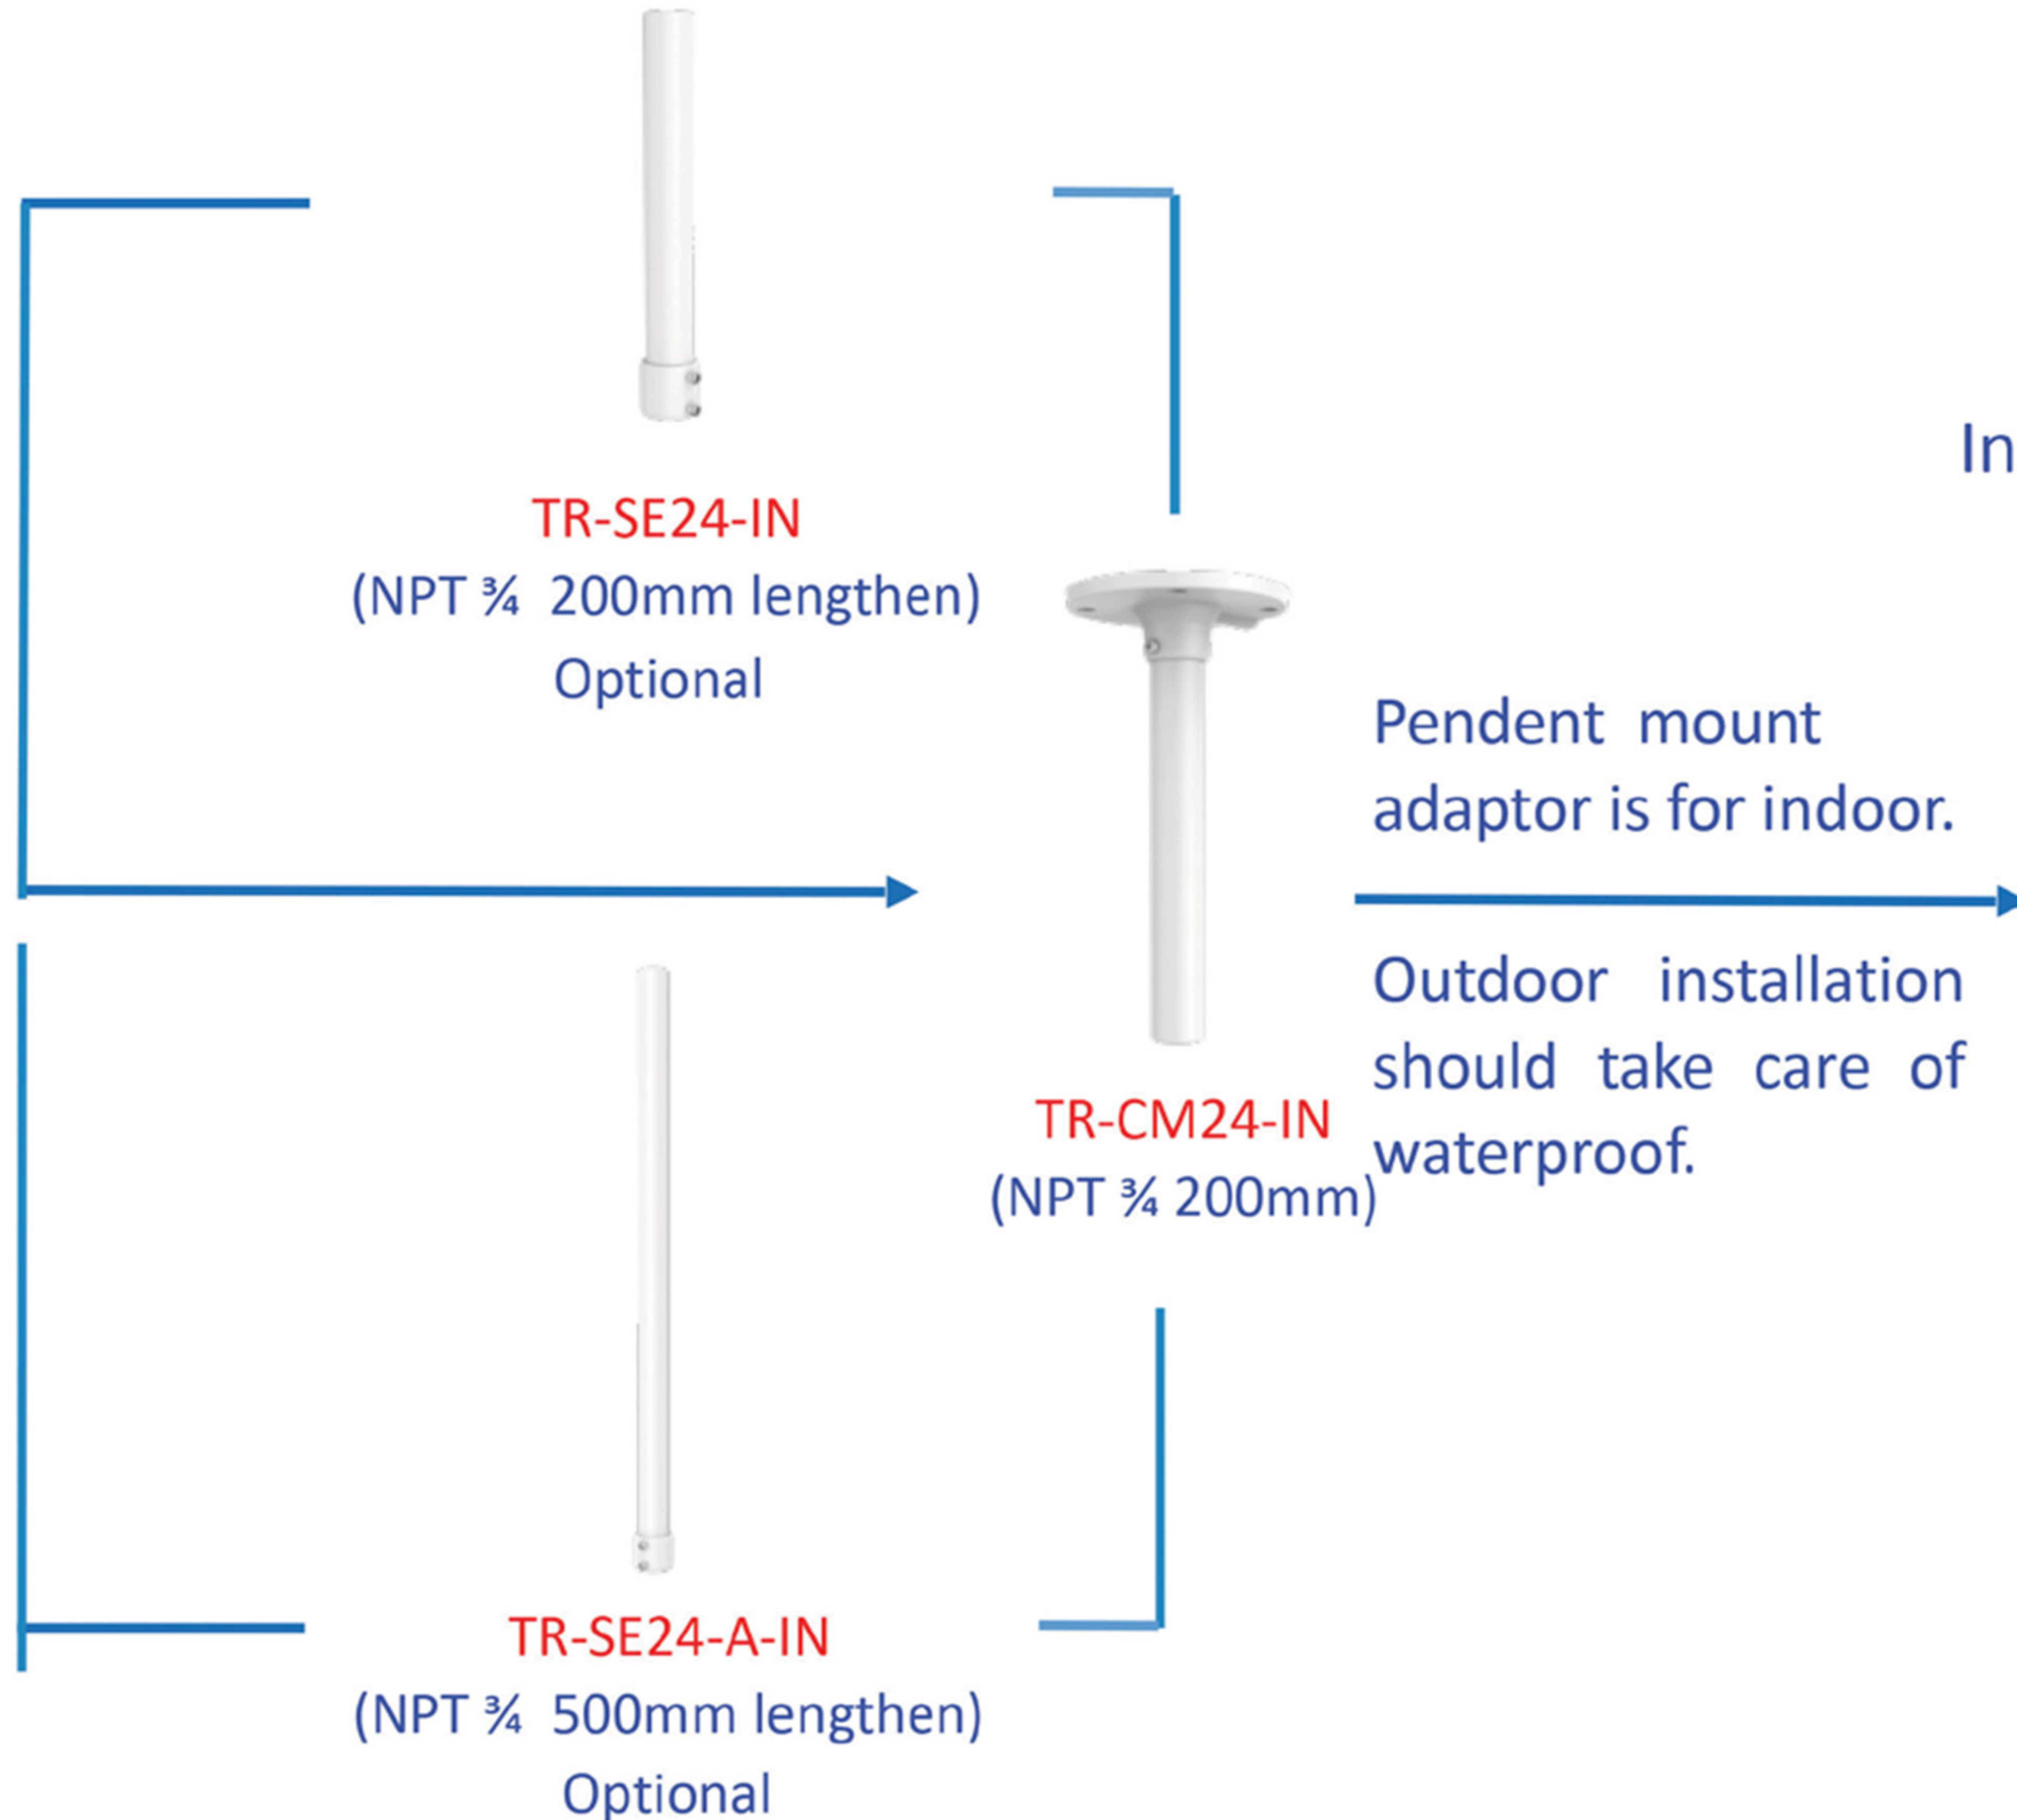 TR-SE24-IN
(NPT ¾ 200mm lengthen)
Optional
In
Pendent mount
adaptor is for indoor.
Outdoor installation
should take care of
waterproof.
TR-CM24-IN
(NPT ¾ 200mm)
TR-SE24-A-IN
(NPT ¾ 500mm lengthen)
Optional